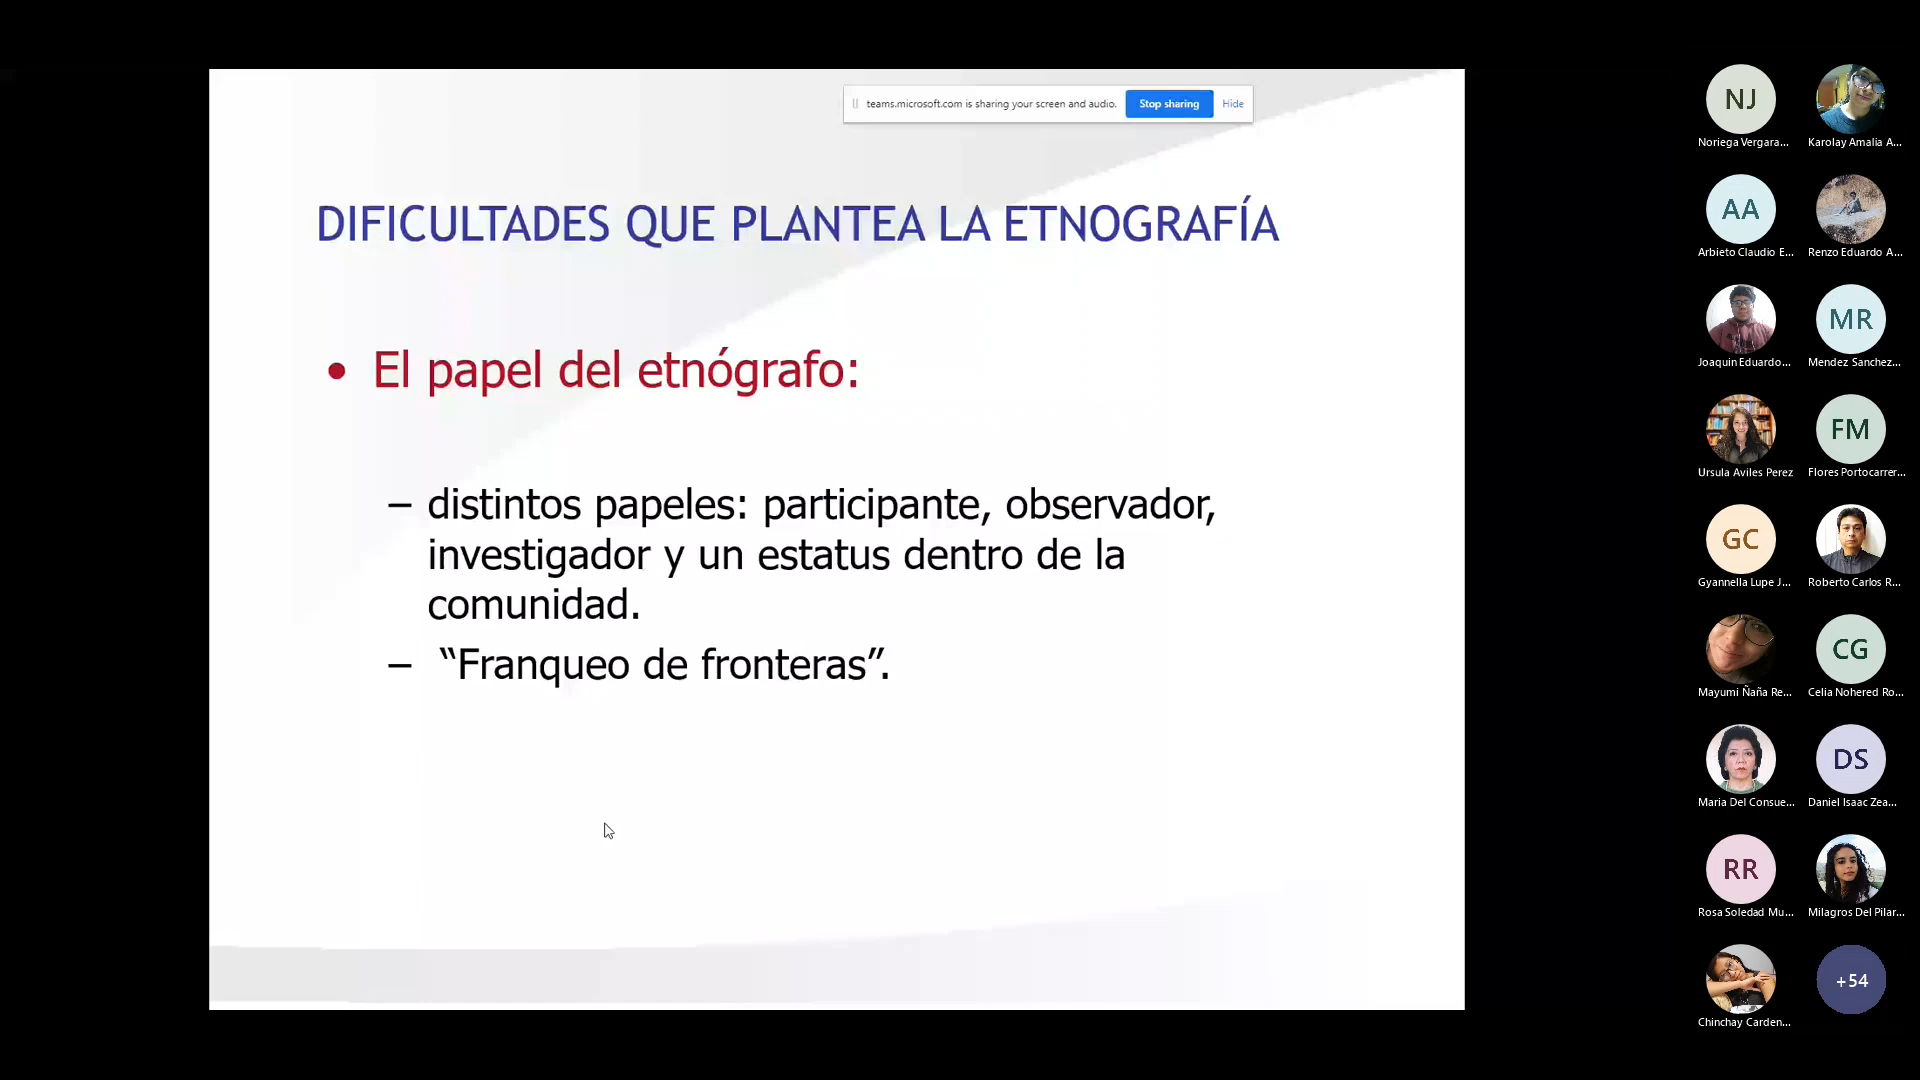 teams.microsoft.com is sharing your screen and audio. Stop sharing Hide
DIFICULTADES QUE PLANTEA LA ETNOGRAFÍA
• El papel del etnógrafo:
– distintos papeles: participante, observador,
investigador y un estatus dentro de la
comunidad.
– “Franqueo de fronteras”.
NJ
Noriega Vergara... Karolay Amalia A...
AA
Arbieto Claudio E... Renzo Eduardo A...
MR
Joaquin Eduardo... Mendez Sanchez...
FM
Ursula Aviles Perez Flores Portocarrer...
GC
Gyannella Lupe J... Roberto Carlos R...
CG
Mayumi Ñaña Re... Celia Nohered Ro...
DS
Maria Del Consue... Daniel Isaac Zea...
RR
Rosa Soledad Mu... Milagros Del Pilar...
+54
Chinchay Carden...